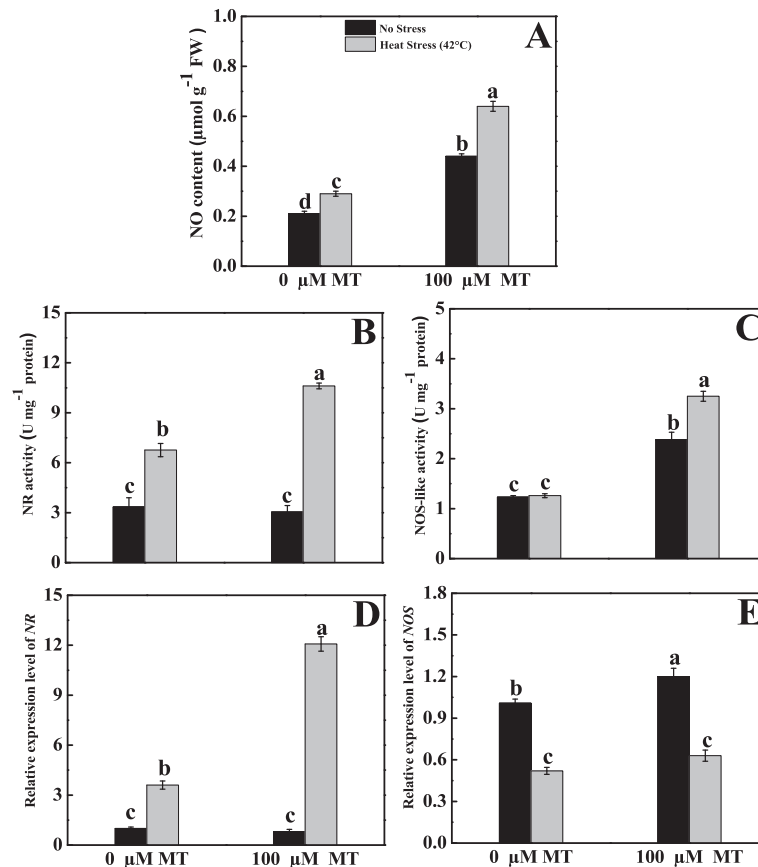 No Stress
Heat Stress (42°C)
A
NO content (μmol g⁻¹ FW)
1.0
0.8
0.6
0.4
0.2
0.0
d
c
b
a
0 μM MT
100 μM MT
B
NR activity (U mg⁻¹ protein)
15
12
9
6
3
0
c
b
c
a
C
NOS-like activity (U mg⁻¹ protein)
5
4
3
2
1
0
c
c
b
a
D
Relative expression level of NR
15
12
9
6
3
0
c
b
c
a
0 μM MT
100 μM MT
E
Relative expression level of NOS
1.8
1.5
1.2
0.9
0.6
0.3
0.0
b
c
a
c
0 μM MT
100 μM MT